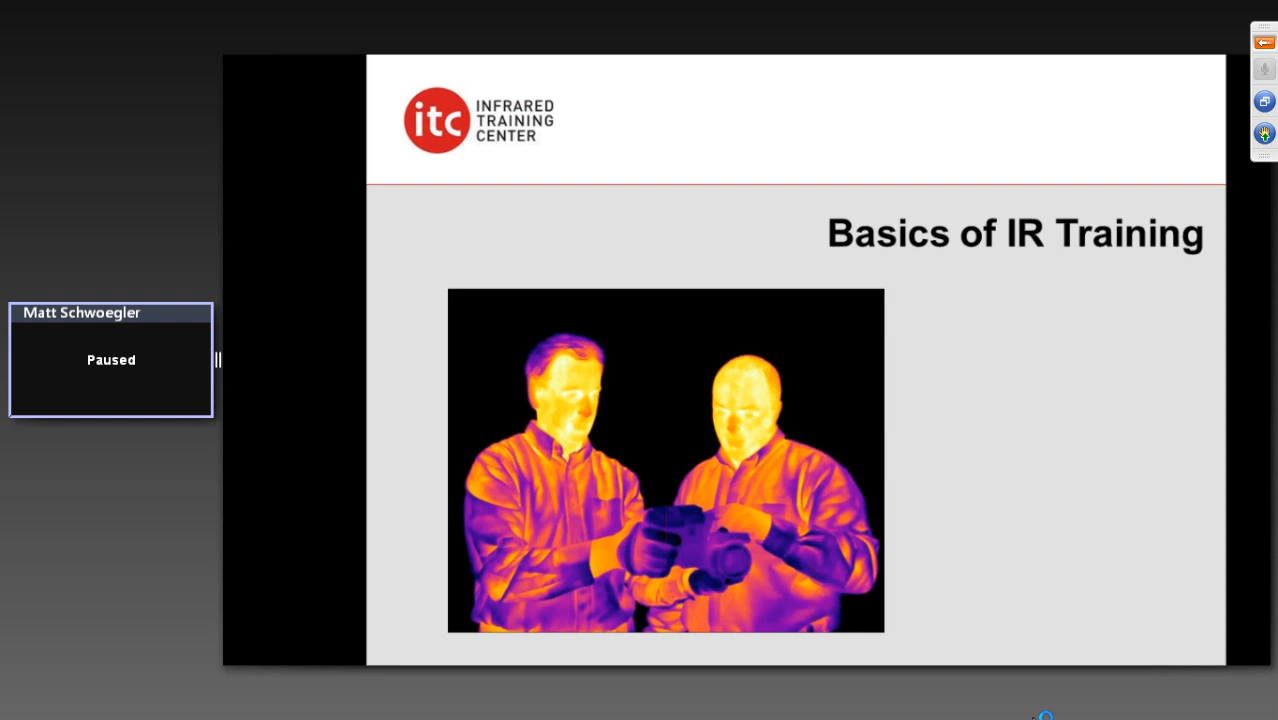 itc INFRARED
TRAINING
CENTER
Basics of IR Training
Matt Schwoegler
Paused